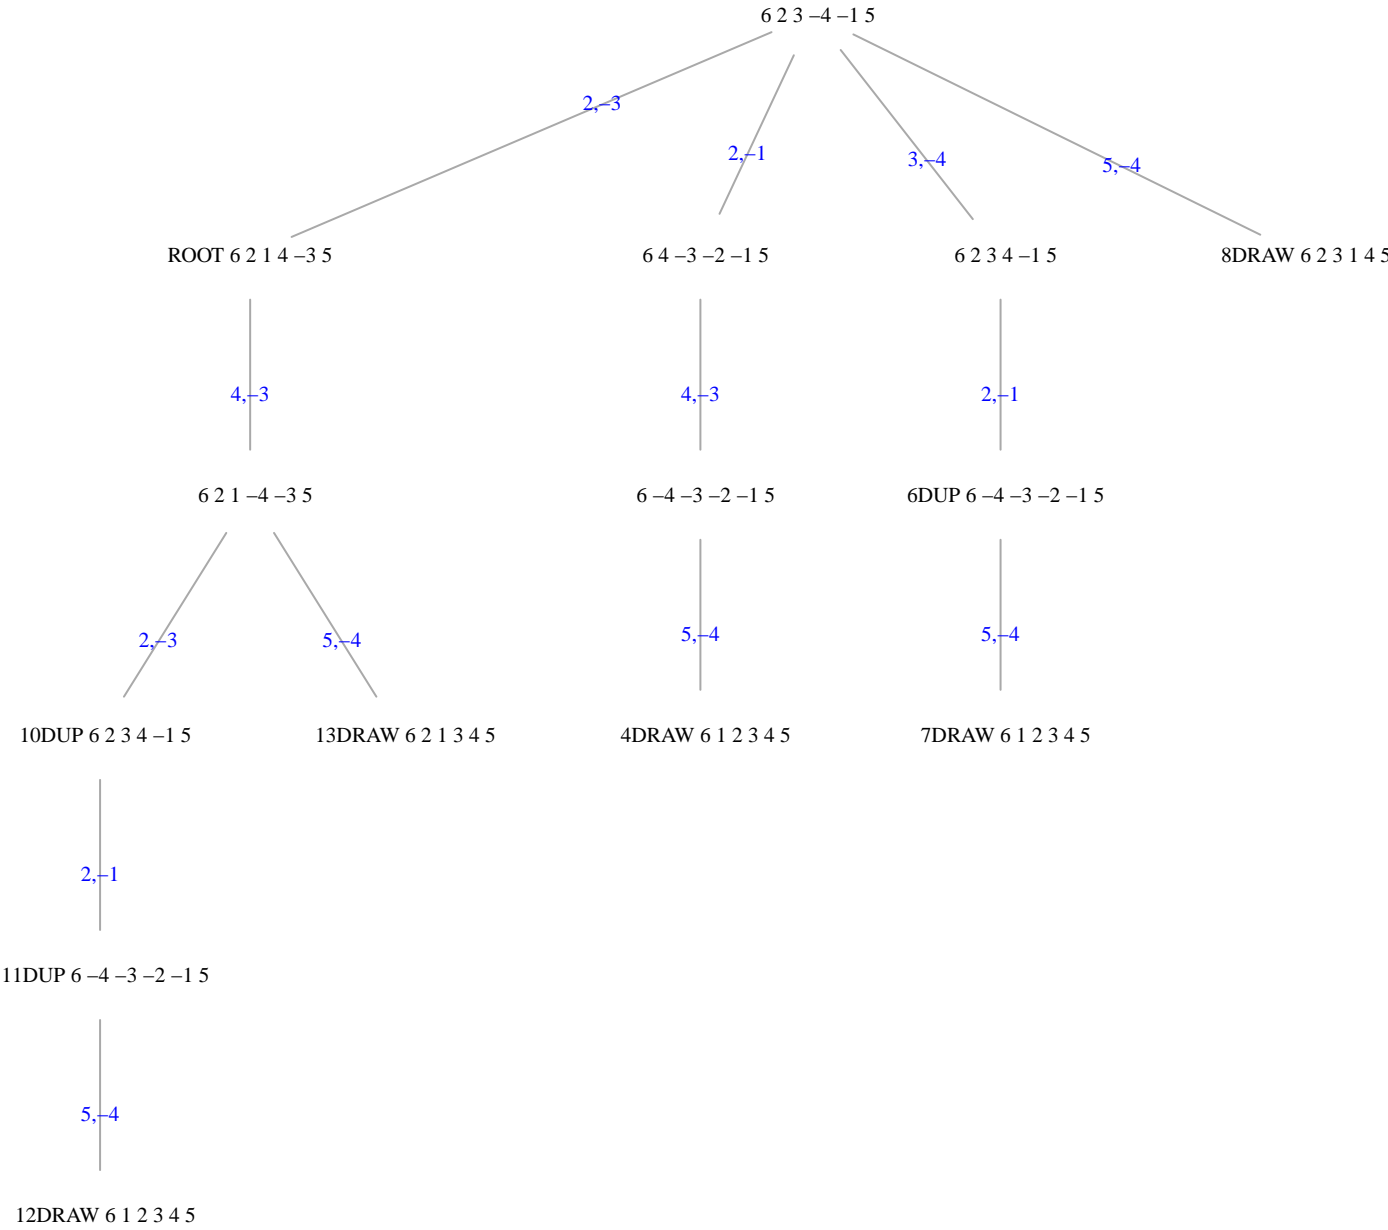 6 2 3 –4 –1 5
2,–3
2,–1
3,–4
5,–4
ROOT 6 2 1 4 –3 5
6 4 –3 –2 –1 5
6 2 3 4 –1 5
8DRAW 6 2 3 1 4 5
4,–3
4,–3
2,–1
6 2 1 –4 –3 5
6 –4 –3 –2 –1 5
6DUP 6 –4 –3 –2 –1 5
2,–3
5,–4
5,–4
5,–4
10DUP 6 2 3 4 –1 5
13DRAW 6 2 1 3 4 5
4DRAW 6 1 2 3 4 5
7DRAW 6 1 2 3 4 5
2,–1
11DUP 6 –4 –3 –2 –1 5
5,–4
12DRAW 6 1 2 3 4 5